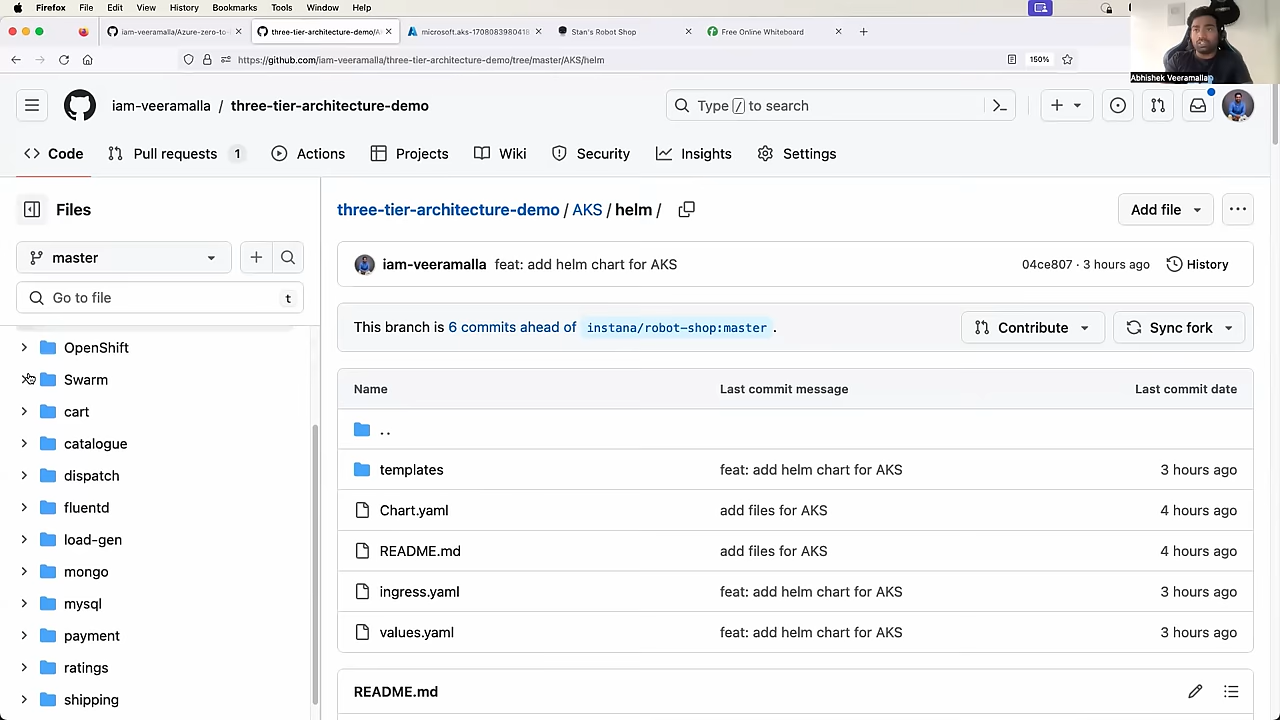 Firefox File Edit View History Bookmarks Tools Window Help
iam-veeramalla/Azure-zero-to-
three-tier-architecture-demo/A
microsoft.aks-1708083980418
Stan's Robot Shop
Free Online Whiteboard
https://github.com/iam-veeramalla/three-tier-architecture-demo/tree/master/AKS/helm
150%
Abhishek Veeramalla
iam-veeramalla / three-tier-architecture-demo
Type / to search
Code
Pull requests 1
Actions
Projects
Wiki
Security
Insights
Settings
Files
master
Go to file t
OpenShift
Swarm
cart
catalogue
dispatch
fluentd
load-gen
mongo
mysql
payment
ratings
shipping
three-tier-architecture-demo / AKS / helm /
Add file
iam-veeramalla feat: add helm chart for AKS
04ce807 · 3 hours ago History
This branch is 6 commits ahead of instana/robot-shop:master .
Contribute
Sync fork
Name Last commit message Last commit date
..
templates feat: add helm chart for AKS 3 hours ago
Chart.yaml add files for AKS 4 hours ago
README.md add files for AKS 4 hours ago
ingress.yaml feat: add helm chart for AKS 3 hours ago
values.yaml feat: add helm chart for AKS 3 hours ago
README.md